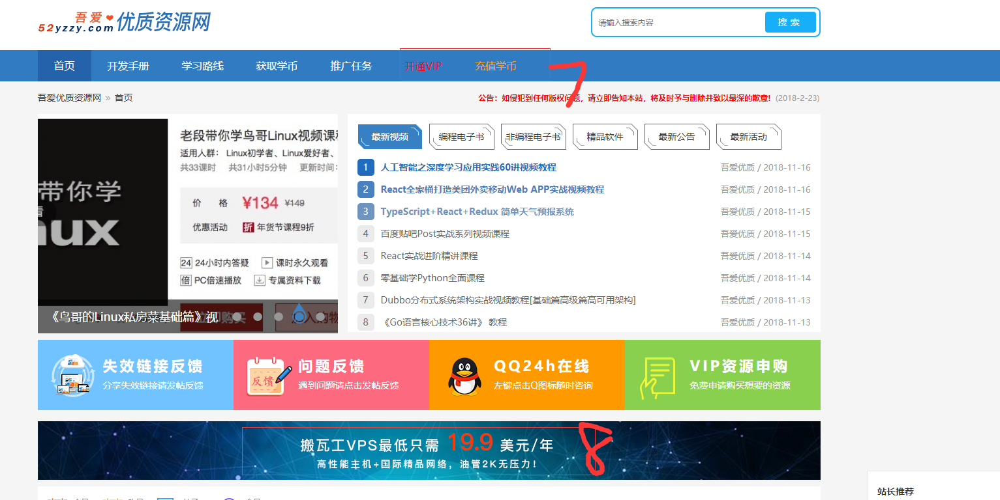 吾爱❤优质资源网
52yzzy.com
请输入搜索内容
搜 索
首页 开发手册 学习路线 获取学币 推广任务 开通VIP 充值学币
7
吾爱优质资源网 » 首页
公告：如侵犯到任何版权问题，请立即告知本站，将及时予与删除并致以最深的歉意! (2018-2-23)
老段带你学鸟哥Linux视频课
适用人群： Linux初学者、Linux爱好者、
共33课时 共31小时5分钟 更新时间：
价 格 ¥134 ¥149
优惠活动 折 年货节课程9折
24 24小时内答疑 课时永久观看
倍 PC倍速播放 专属资料下载
带你学
nux
《鸟哥的Linux私房菜基础篇》视
最新视频 编程电子书 非编程电子书 精品软件 最新公告 最新活动
1 人工智能之深度学习应用实践60讲视频教程 吾爱优质 / 2018-11-16
2 React全家桶打造美团外卖移动Web APP实战视频教程 吾爱优质 / 2018-11-16
3 TypeScript+React+Redux 简单天气预报系统 吾爱优质 / 2018-11-15
4 百度贴吧Post实战系列视频课程 吾爱优质 / 2018-11-15
5 React实战进阶精讲课程 吾爱优质 / 2018-11-14
6 零基础学Python全面课程 吾爱优质 / 2018-11-14
7 Dubbo分布式系统架构实战视频教程[基础篇高级篇高可用架构] 吾爱优质 / 2018-11-13
8 《Go语言核心技术36讲》 教程 吾爱优质 / 2018-11-13
失效链接反馈
分享失效链接请发帖反馈
反馈
问题反馈
遇到问题请点击发帖反馈
QQ24h在线
左键点击Q图标随时咨询
VIP资源申购
免费申请购买想要的资源
搬瓦工VPS最低只需 19.9 美元/年
高性能主机+国际精品网络，油管2K无压力!
8
站长推荐